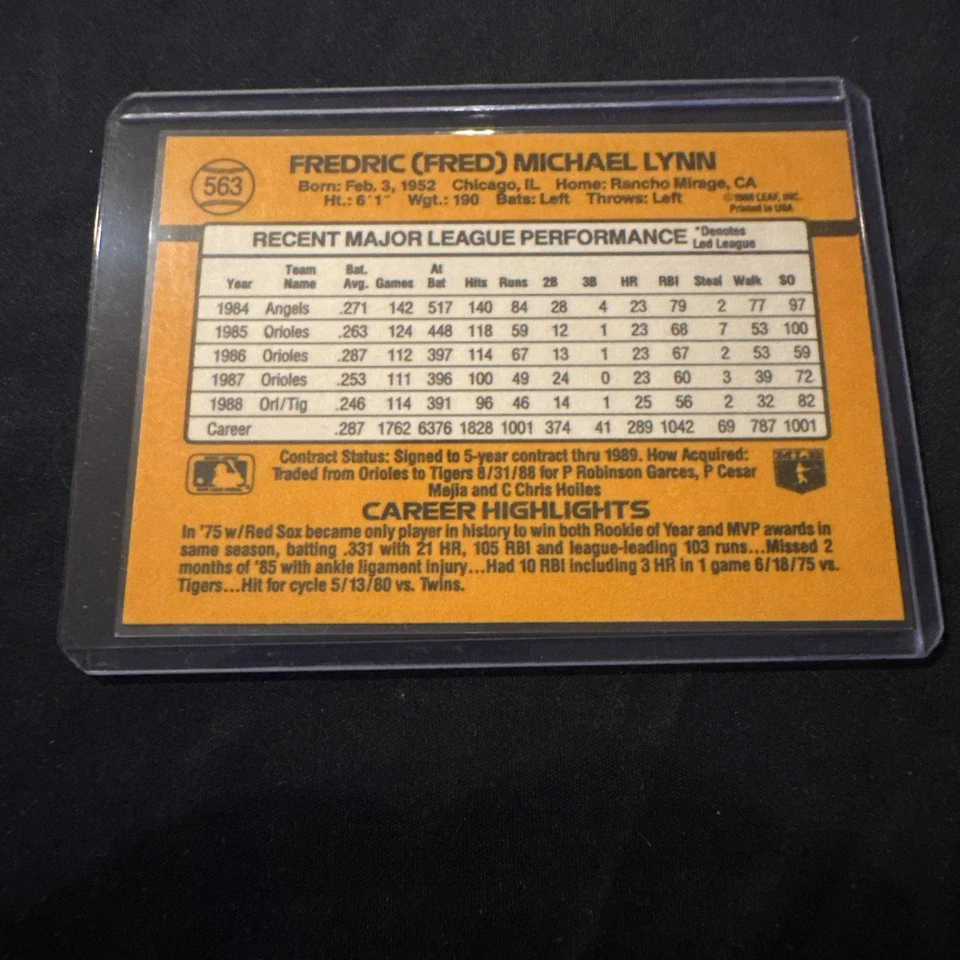 563
FREDRIC (FRED) MICHAEL LYNN
Born: Feb. 3, 1952 Chicago, IL Home: Rancho Mirage, CA
Ht.: 6'1" Wgt.: 190 Bats: Left Throws: Left
©1988 LEAF, INC.
Printed in USA
RECENT MAJOR LEAGUE PERFORMANCE *Denotes Led League
Year Team Name Bat. Avg. Games At Bat Hits Runs 2B 3B HR RBI Steal Walk SO
1984 Angels .271 142 517 140 84 28 4 23 79 2 77 97
1985 Orioles .263 124 448 118 59 12 1 23 68 7 53 100
1986 Orioles .287 112 397 114 67 13 1 23 67 2 53 59
1987 Orioles .253 111 396 100 49 24 0 23 60 3 39 72
1988 Orl/Tig .246 114 391 96 46 14 1 25 56 2 32 82
Career .287 1762 6376 1828 1001 374 41 289 1042 69 787 1001
Contract Status: Signed to 5-year contract thru 1989. How Acquired:
Traded from Orioles to Tigers 8/31/88 for P Robinson Garces, P Cesar
Mejia and C Chris Hoiles
CAREER HIGHLIGHTS
In '75 w/Red Sox became only player in history to win both Rookie of Year and MVP awards in
same season, batting .331 with 21 HR, 105 RBI and league-leading 103 runs...Missed 2
months of '85 with ankle ligament injury...Had 10 RBI including 3 HR in 1 game 6/18/75 vs.
Tigers...Hit for cycle 5/13/80 vs. Twins.